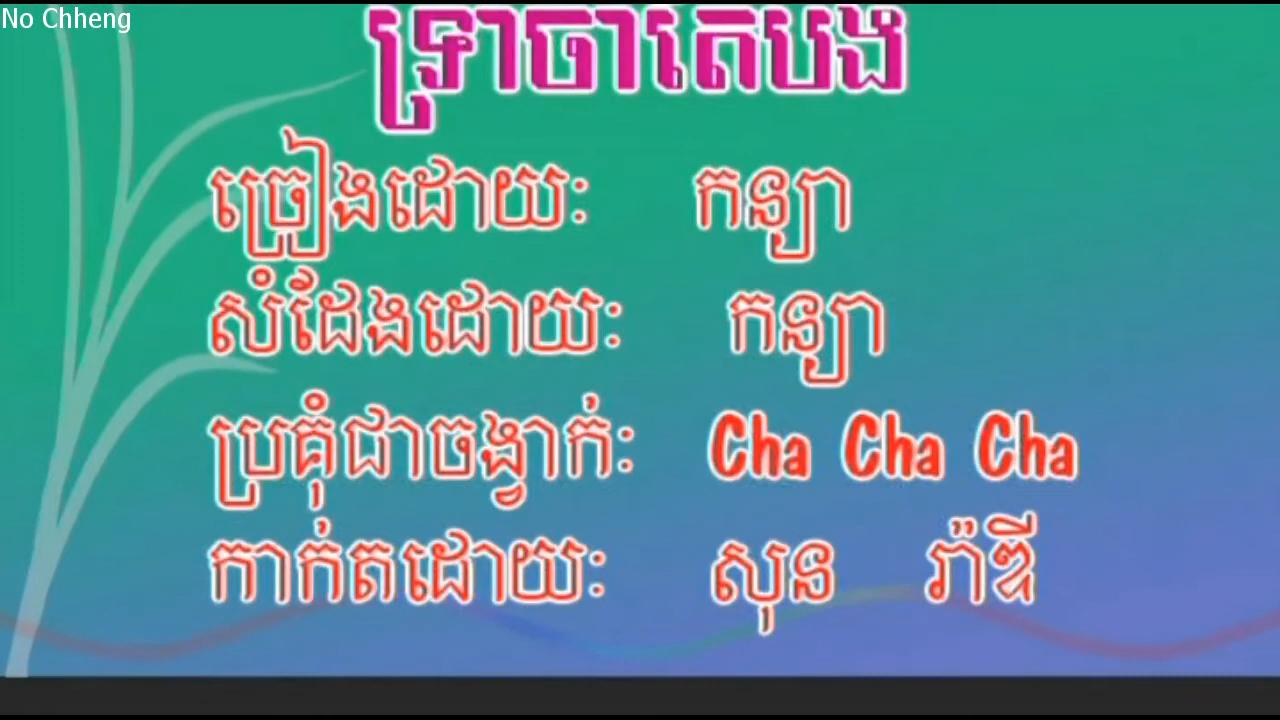 No Chheng
ទ្រាចាតេបង
ច្រៀងដោយៈ កន្យា
សំដែងដោយៈ កន្យា
ប្រគុំជាចង្វាក់ៈ Cha Cha Cha
កាក់តដោយៈ សុន រ៉ាឌី